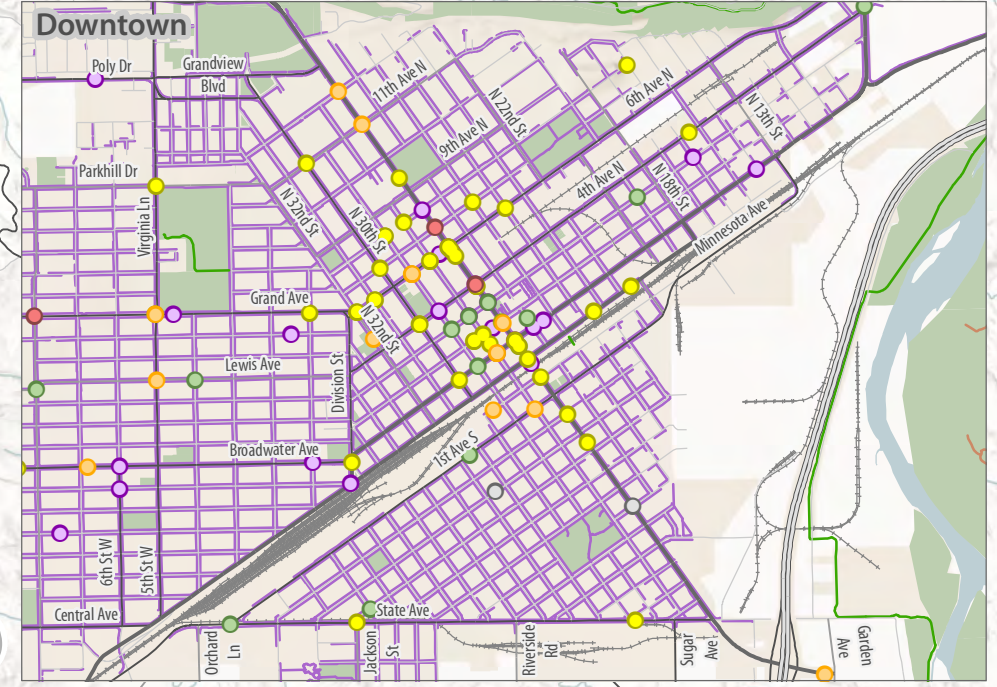 Downtown
Poly Dr
Grandview
Blvd
11th Ave N
N 22nd St
6th Ave N
N 13th St
9th Ave N
4th Ave N
N 18th St
Parkhill Dr
Virginia Ln
N 32nd St
N 30th St
Minnesota Ave
Grand Ave
N 32nd St
Lewis Ave
Division St
Broadwater Ave
1st Ave S
6th St W
5th St W
Central Ave
State Ave
Orchard
Ln
Jackson
St
Riverside
Rd
Sugar
Ave
Garden
Ave